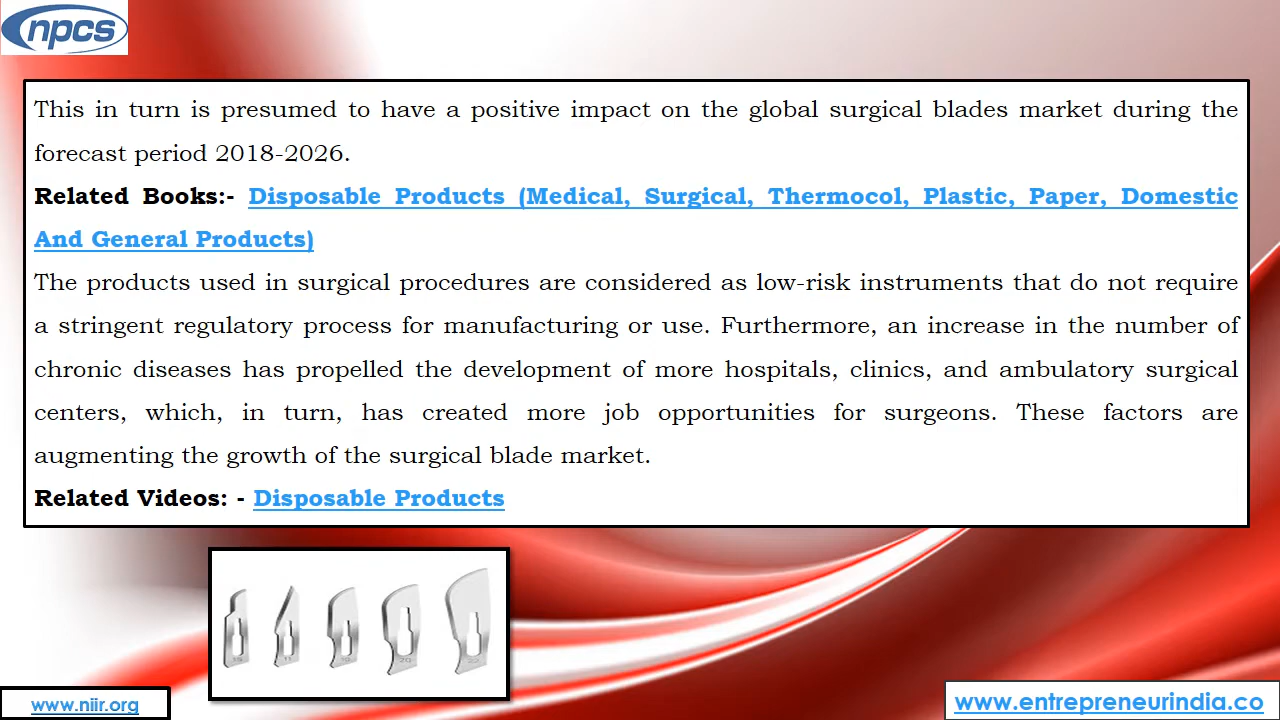 npcs
This in turn is presumed to have a positive impact on the global surgical blades market during the
forecast period 2018-2026.
Related Books:- Disposable Products (Medical, Surgical, Thermocol, Plastic, Paper, Domestic
And General Products)
The products used in surgical procedures are considered as low-risk instruments that do not require
a stringent regulatory process for manufacturing or use. Furthermore, an increase in the number of
chronic diseases has propelled the development of more hospitals, clinics, and ambulatory surgical
centers, which, in turn, has created more job opportunities for surgeons. These factors are
augmenting the growth of the surgical blade market.
Related Videos: - Disposable Products
www.niir.org
www.entrepreneurindia.co